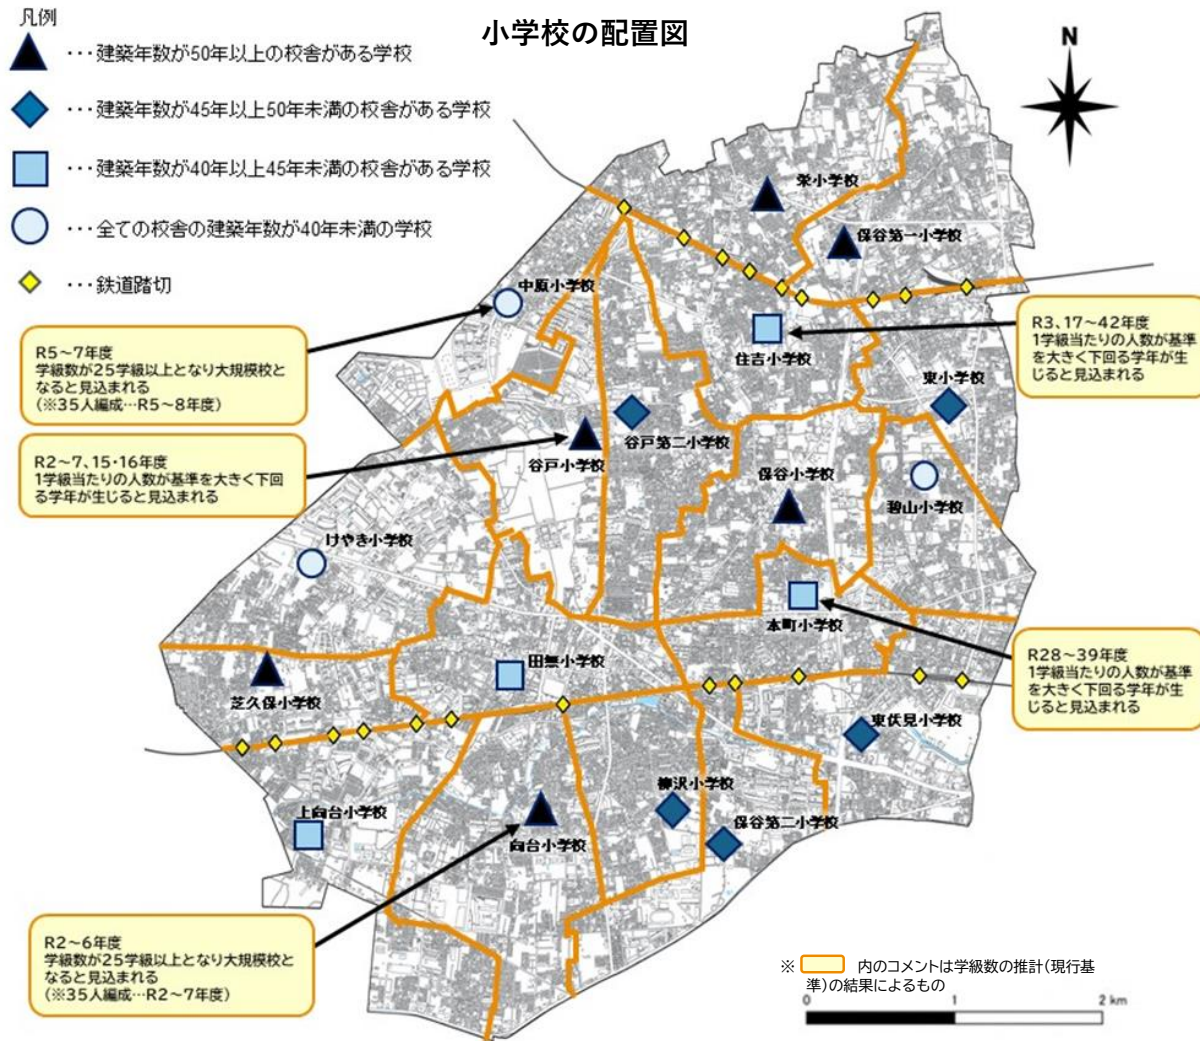 小学校の配置図
凡例
･･･建築年数が50年以上の校舎がある学校
･･･建築年数が45年以上50年未満の校舎がある学校
･･･建築年数が40年以上45年未満の校舎がある学校
･･･全ての校舎の建築年数が40年未満の学校
･･･鉄道踏切
N
栄小学校
保谷第一小学校
中原小学校
住吉小学校
東小学校
谷戸第二小学校
谷戸小学校
保谷小学校
碧山小学校
けやき小学校
本町小学校
田無小学校
芝久保小学校
東伏見小学校
柳沢小学校
上向台小学校
保谷第二小学校
向台小学校
R5～7年度
学級数が25学級以上となり大規模校と
なると見込まれる
(※35人編成…R5～8年度)
R2～7、15・16年度
1学級当たりの人数が基準を大きく下回
る学年が生じると見込まれる
R3、17～42年度
1学級当たりの人数が基準
を大きく下回る学年が生
じると見込まれる
R28～39年度
1学級当たりの人数が基準
を大きく下回る学年が生
じると見込まれる
R2～6年度
学級数が25学級以上となり大規模校と
なると見込まれる
(※35人編成…R2～7年度)
※ 内のコメントは学級数の推計(現行基
準)の結果によるもの
0 1 2 km